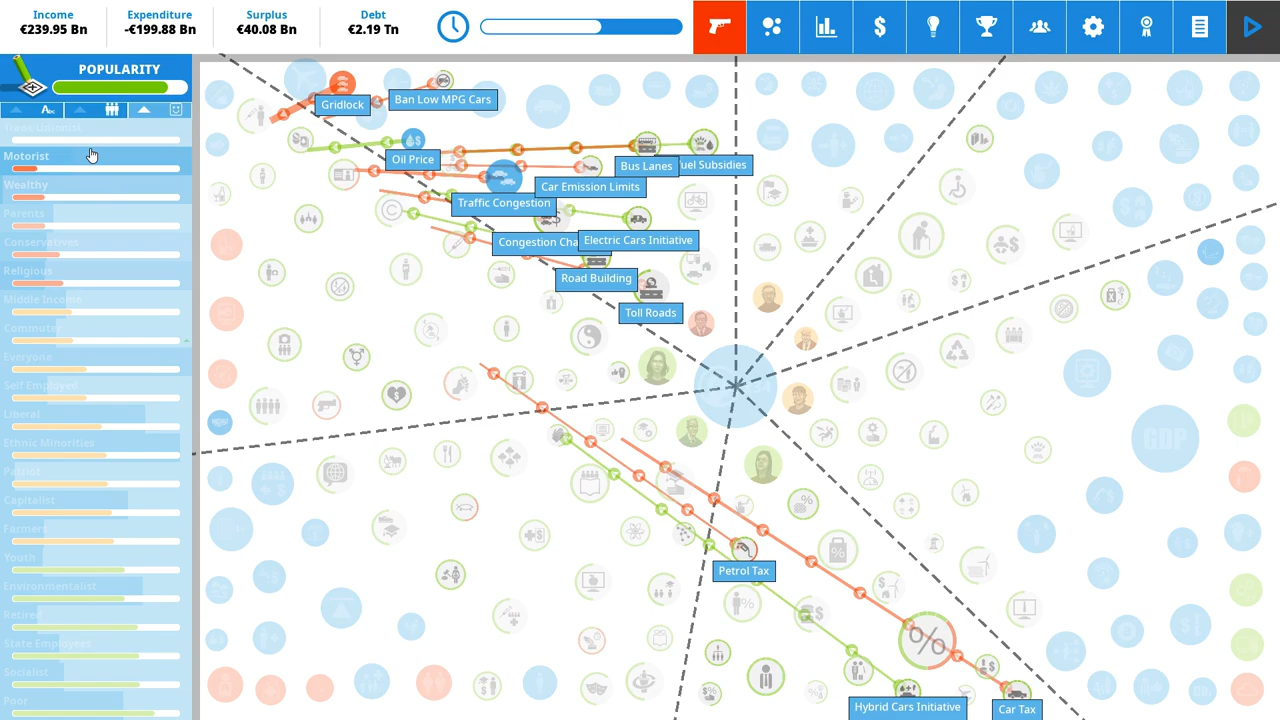 Income
€239.95 Bn
Expenditure
-€199.88 Bn
Surplus
€40.08 Bn
Debt
€2.19 Tn
POPULARITY
Trade Unionist
Motorist
Wealthy
Parents
Conservatives
Religious
Middle Income
Commuter
Everyone
Self Employed
Liberal
Ethnic Minorities
Patriot
Capitalist
Farmers
Youth
Environmentalist
Retired
State Employees
Socialist
Poor
Gridlock
Ban Low MPG Cars
Oil Price
Bus Lanes
uel Subsidies
Car Emission Limits
Traffic Congestion
Congestion Cha
Electric Cars Initiative
Road Building
Toll Roads
Petrol Tax
Hybrid Cars Initiative
Car Tax
GDP